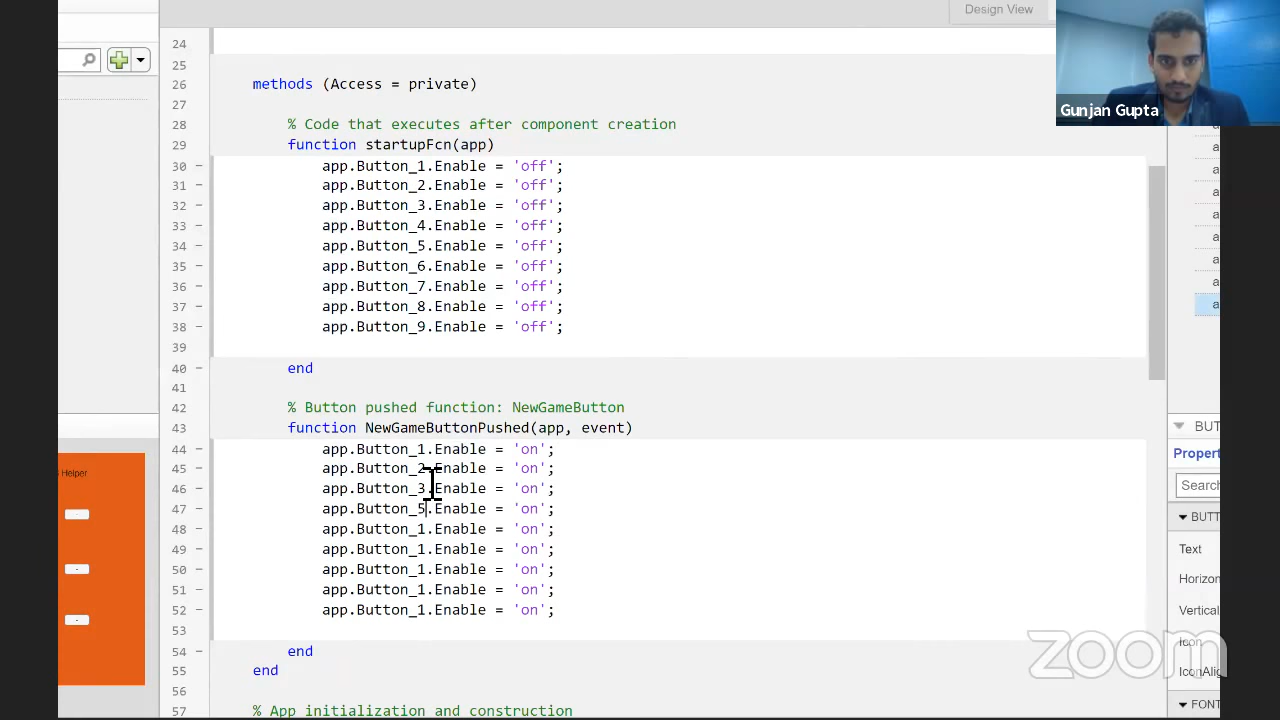 Design View
Gunjan Gupta
24
25
26 methods (Access = private)
27
28 % Code that executes after component creation
29 function startupFcn(app)
30 app.Button_1.Enable = 'off';
31 app.Button_2.Enable = 'off';
32 app.Button_3.Enable = 'off';
33 app.Button_4.Enable = 'off';
34 app.Button_5.Enable = 'off';
35 app.Button_6.Enable = 'off';
36 app.Button_7.Enable = 'off';
37 app.Button_8.Enable = 'off';
38 app.Button_9.Enable = 'off';
39
40 end
41
42 % Button pushed function: NewGameButton
43 function NewGameButtonPushed(app, event)
44 app.Button_1.Enable = 'on';
45 app.Button_2.Enable = 'on';
46 app.Button_3.Enable = 'on';
47 app.Button_5.Enable = 'on';
48 app.Button_1.Enable = 'on';
49 app.Button_1.Enable = 'on';
50 app.Button_1.Enable = 'on';
51 app.Button_1.Enable = 'on';
52 app.Button_1.Enable = 'on';
53
54 end
55 end
56
57 % App initialization and construction
Helper
BUT
Propert
Search
BUTT
Text
Horizon
Vertical
Icon
IconAlig
FONT
zoom